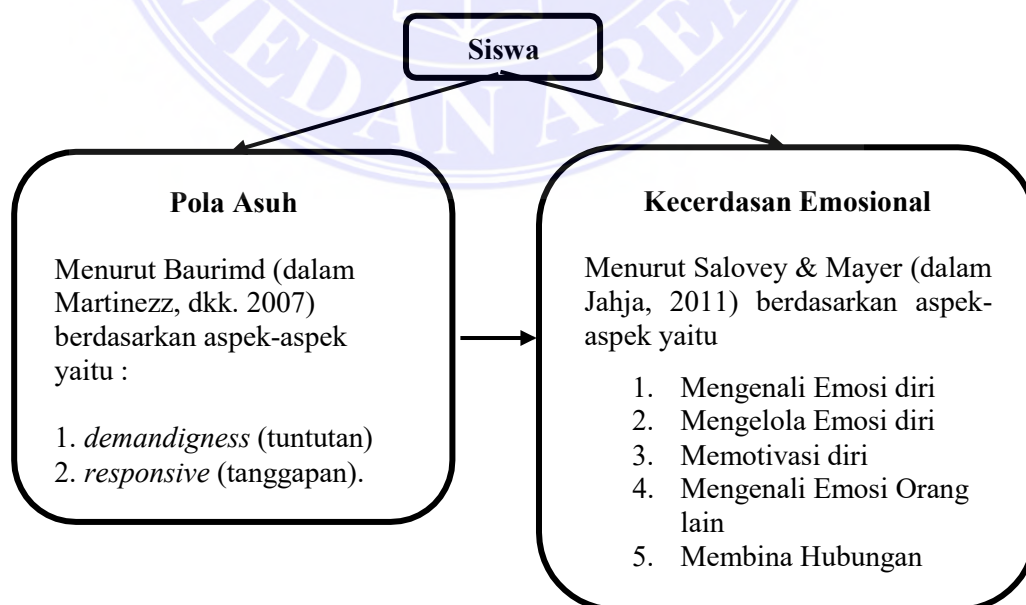 MEDAN AREA
Siswa
Pola Asuh
Menurut Baurimd (dalam
Martinezz, dkk. 2007)
berdasarkan aspek-aspek
yaitu :
1. demandigness (tuntutan)
2. responsive (tanggapan).
Kecerdasan Emosional
Menurut Salovey & Mayer (dalam
Jahja, 2011) berdasarkan aspek-
aspek yaitu
1. Mengenali Emosi diri
2. Mengelola Emosi diri
3. Memotivasi diri
4. Mengenali Emosi Orang
lain
5. Membina Hubungan